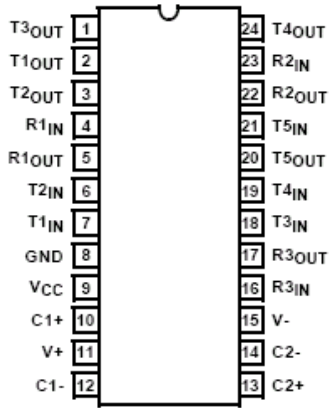 T3OUT 1 24 T4OUT
T1OUT 2 23 R2IN
T2OUT 3 22 R2OUT
R1IN 4 21 T5IN
R1OUT 5 20 T5OUT
T2IN 6 19 T4IN
T1IN 7 18 T3IN
GND 8 17 R3OUT
VCC 9 16 R3IN
C1+ 10 15 V-
V+ 11 14 C2-
C1- 12 13 C2+